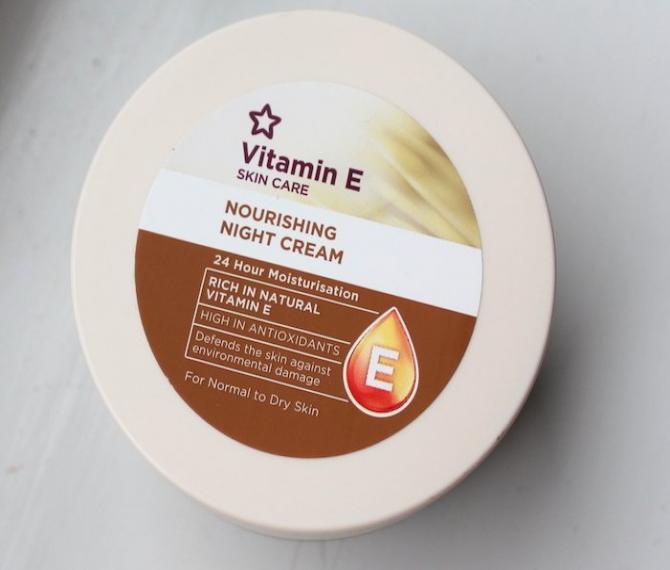 Vitamin E
SKIN CARE
NOURISHING
NIGHT CREAM
24 Hour Moisturisation
RICH IN NATURAL
VITAMIN E
HIGH IN ANTIOXIDANTS
Defends the skin against
environmental damage
E
For Normal to Dry Skin